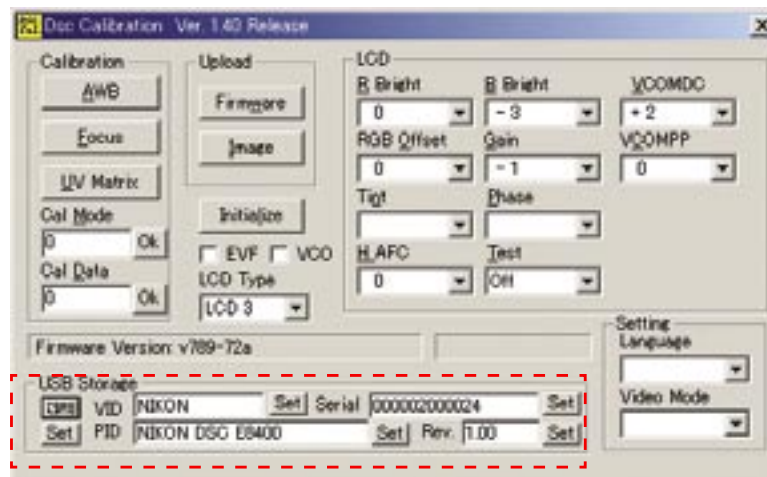 Dsc Calibration Ver. 1.40 Release
Calibration
AWB
Focus
UV Matrix
Cal Mode
0 Ok
Cal Data
0 Ok
Upload
Firmware
Image
Initialize
EVF VCO
LCD Type
LCD 3
LCD
R Bright B Bright VCOMDC
0 - 3 + 2
RGB Offset Gain VCOMPP
0 - 1 0
Tint Phase
H AFC Test
0 Off
Firmware Version: v789-72a
Setting
Language
Video Mode
USB Storage
VID NIKON Set Serial 000002000024 Set
Set PID NIKON DSC E8400 Set Rev. 1.00 Set